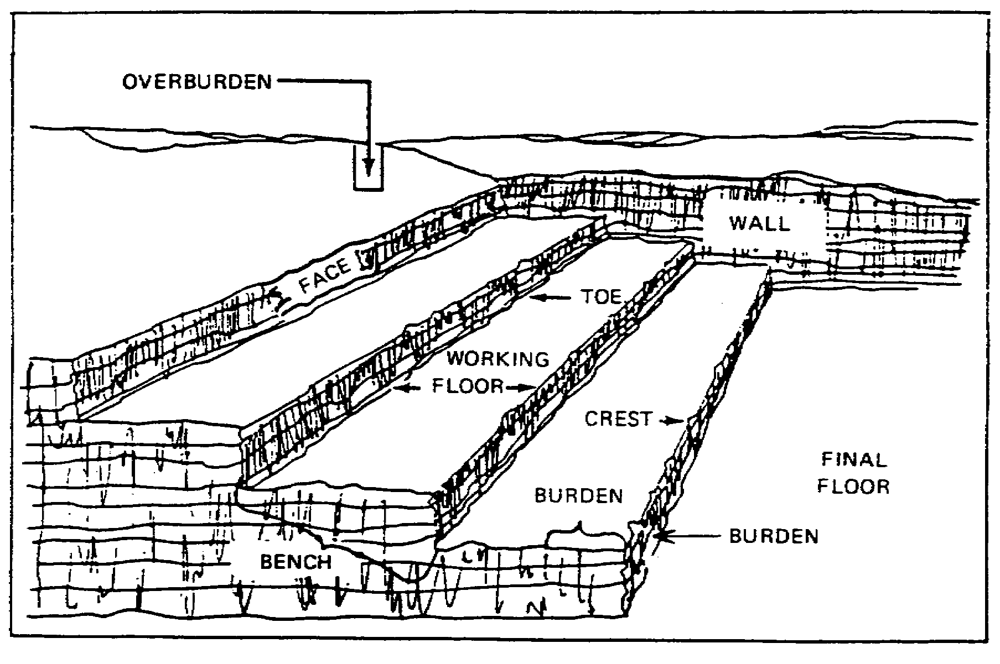 OVERBURDEN
WALL
FACE
TOE
WORKING
FLOOR
CREST
FINAL
FLOOR
BURDEN
BURDEN
BENCH